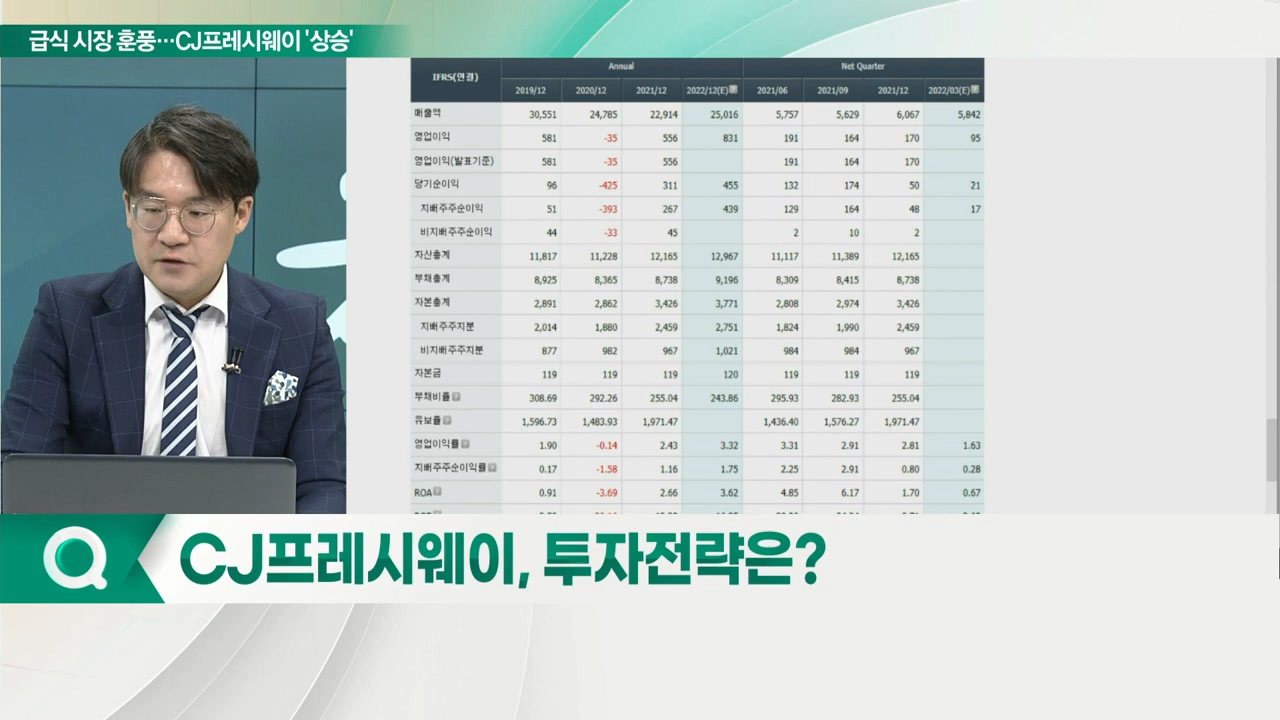 급식 시장 훈풍…CJ프레시웨이 '상승'
IFRS(연결) Annual Net Quarter
2019/12 2020/12 2021/12 2022/12(E) 2021/06 2021/09 2021/12 2022/03(E)
매출액 30,551 24,785 22,914 25,016 5,757 5,629 6,067 5,842
영업이익 581 -35 556 831 191 164 170 95
영업이익(발표기준) 581 -35 556 191 164 170
당기순이익 96 -425 311 455 132 174 50 21
지배주주순이익 51 -393 267 439 129 164 48 17
비지배주주순이익 44 -33 45 2 10 2
자산총계 11,817 11,228 12,165 12,967 11,117 11,389 12,165
부채총계 8,925 8,365 8,738 9,196 8,309 8,415 8,738
자본총계 2,891 2,862 3,426 3,771 2,808 2,974 3,426
지배주주지분 2,014 1,880 2,459 2,751 1,824 1,990 2,459
비지배주주지분 877 982 967 1,021 984 984 967
자본금 119 119 119 120 119 119 119
부채비율 308.69 292.26 255.04 243.86 295.93 282.93 255.04
유보율 1,596.73 1,483.93 1,971.47 1,436.40 1,576.27 1,971.47
영업이익률 1.90 -0.14 2.43 3.32 3.31 2.91 2.81 1.63
지배주주순이익률 0.17 -1.58 1.16 1.75 2.25 2.91 0.80 0.28
ROA 0.91 -3.69 2.66 3.62 4.85 6.17 1.70 0.67
CJ프레시웨이, 투자전략은?